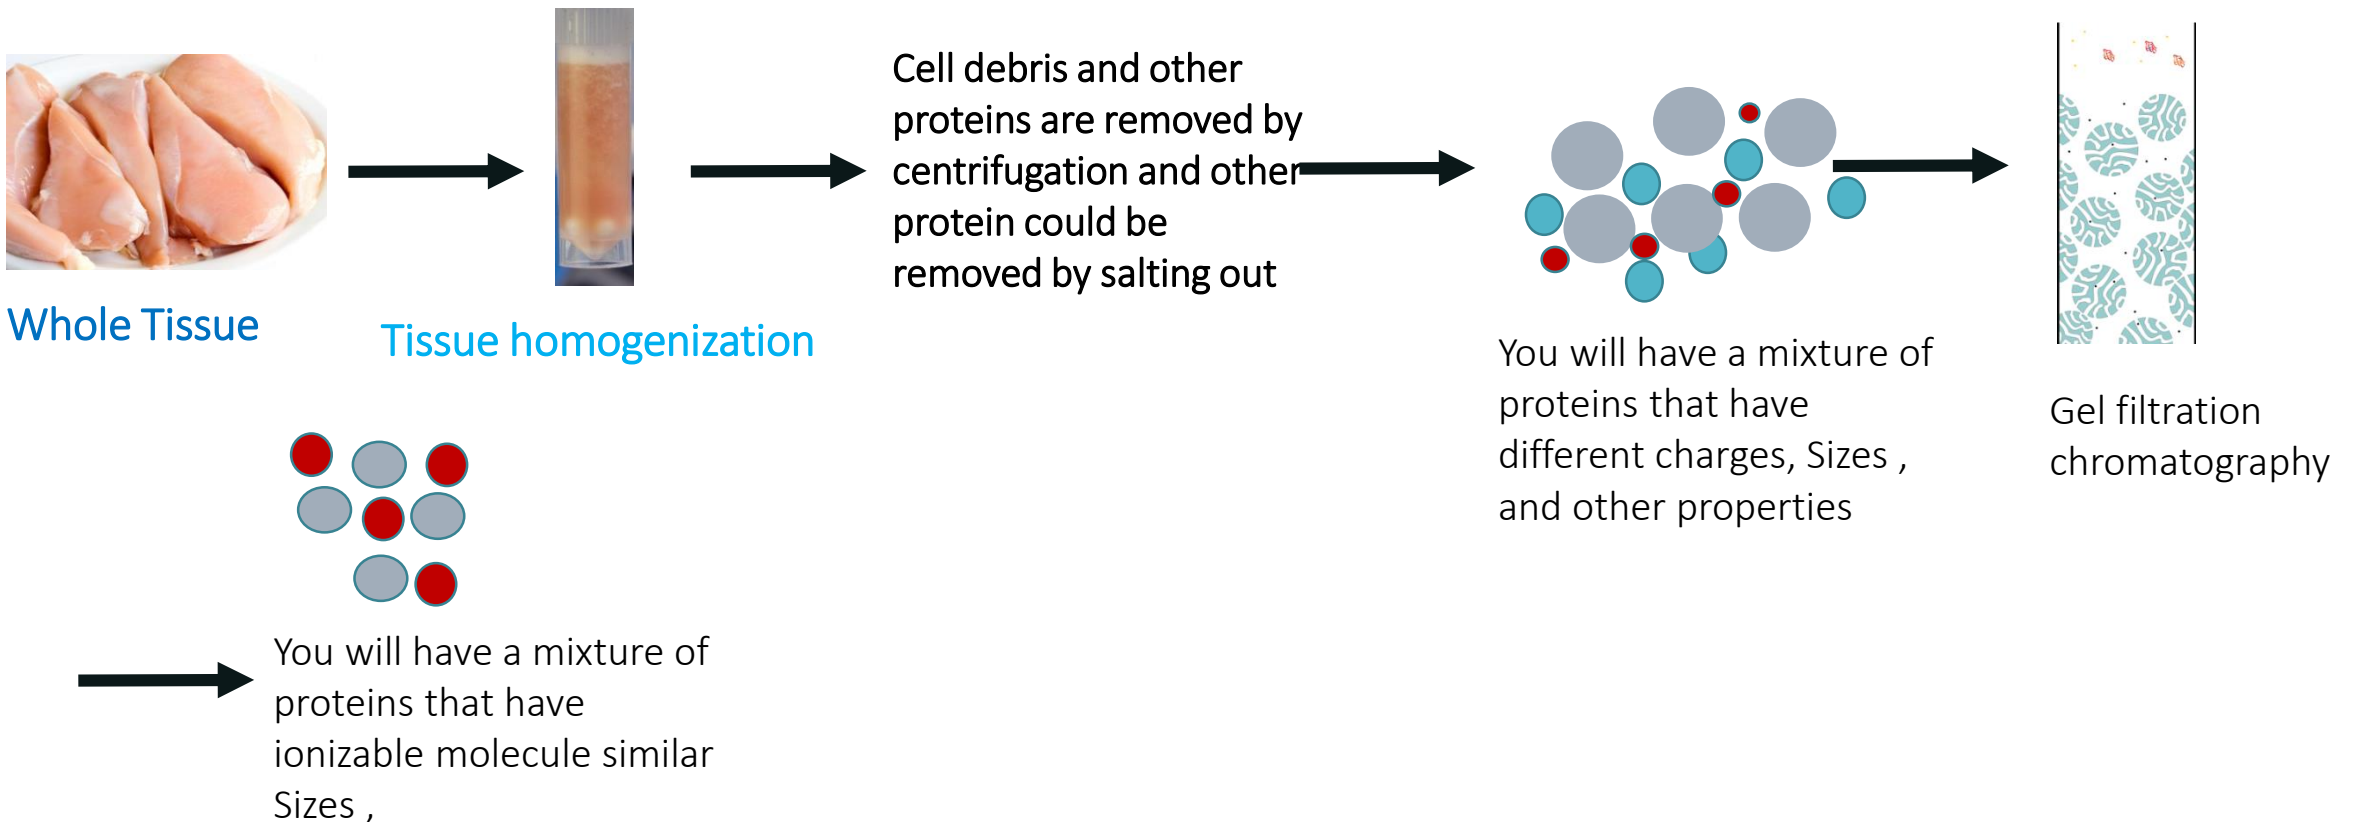 Whole Tissue
Tissue homogenization
Cell debris and other
proteins are removed by
centrifugation and other
protein could be
removed by salting out
You will have a mixture of
proteins that have
different charges, Sizes ,
and other properties
Gel filtration
chromatography
You will have a mixture of
proteins that have
ionizable molecule similar
Sizes ,